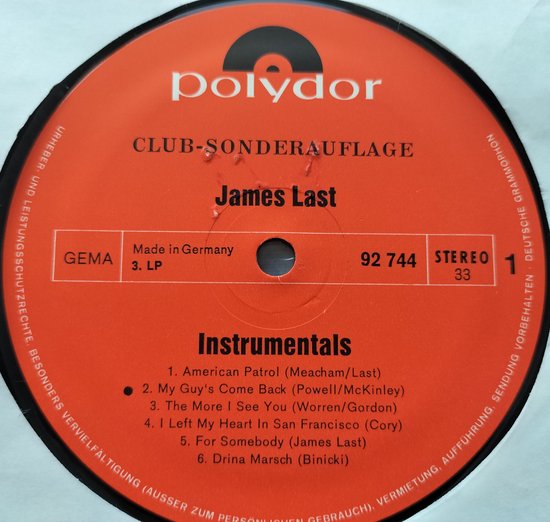 polydor
CLUB-SONDERAUFLAGE
James Last
GEMA
Made in Germany
3. LP
92 744
STEREO
33
1
Instrumentals
1. American Patrol (Meacham/Last)
2. My Guy's Come Back (Powell/McKinley)
3. The More I See You (Worren/Gordon)
4. I Left My Heart In San Francisco (Cory)
5. For Somebody (James Last)
6. Drina Marsch (Binicki)
URHEBER- UND LEISTUNGSSCHUTZRECHTE, BESONDERS VERVIELFÄLTIGUNG (AUSSER ZUM PERSÖNLICHEN GEBRAUCH), VERMIETUNG, AUFFÜHRUNG, SENDUNG VORBEHALTEN · DEUTSCHE GRAMMOPHON